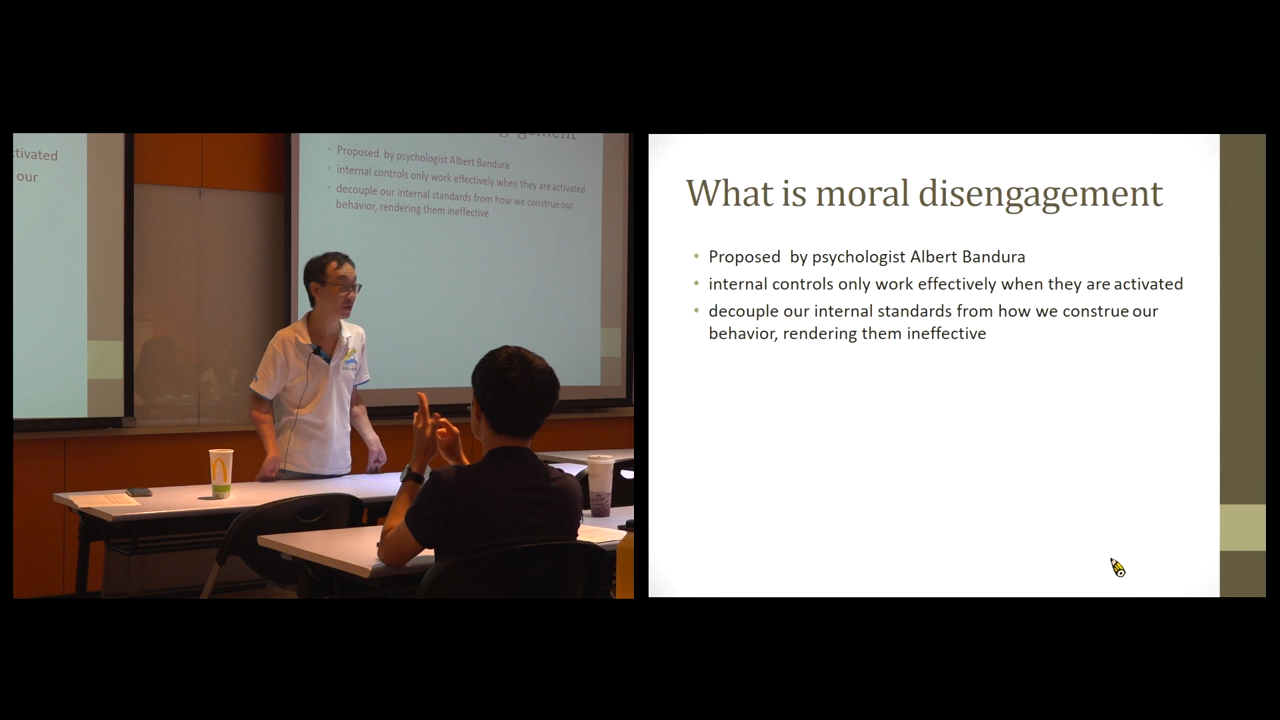 ctivated
our
gagement
Proposed by psychologist Albert Bandura
internal controls only work effectively when they are activated
decouple our internal standards from how we construe our
behavior, rendering them ineffective
What is moral disengagement
Proposed by psychologist Albert Bandura
internal controls only work effectively when they are activated
decouple our internal standards from how we construe our
behavior, rendering them ineffective